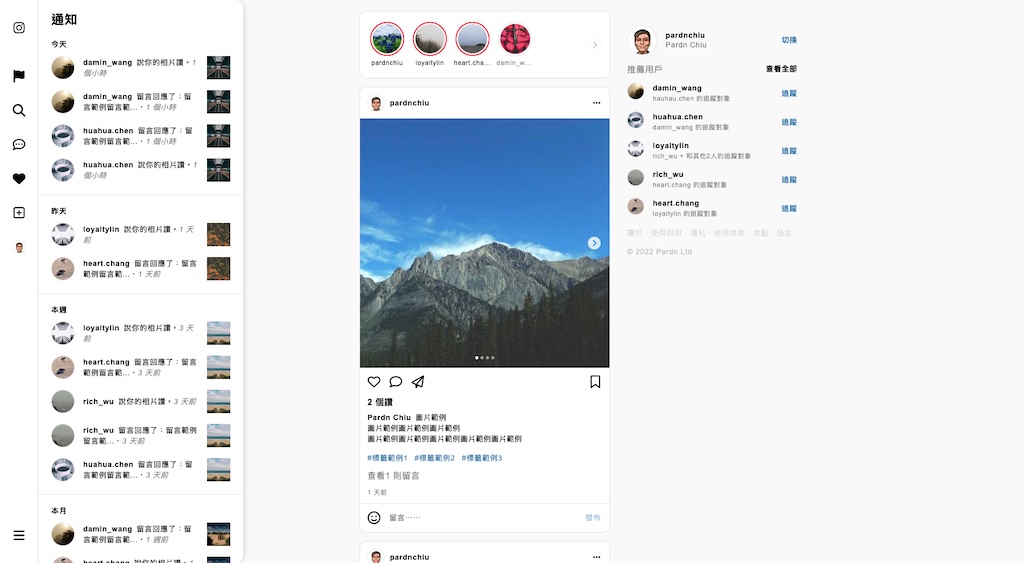 通知
今天
damin_wang 說你的相片讚。1
個小時
damin_wang 留言回應了：留
言範例留言範...・1 個小時
huahua.chen 留言回應了：留
言範例留言範...・1 個小時
huahua.chen 說你的相片讚。1
個小時
昨天
loyaltylin 說你的相片讚。1 天
前
heart.chang 留言回應了：留言
範例留言範...・1 天前
本週
loyaltylin 說你的相片讚。3 天
前
heart.chang 留言回應了：留言
範例留言範...・3 天前
rich_wu 說你的相片讚。3 天前
rich_wu 留言回應了：留言範例
留言範...・3 天前
huahua.chen 留言回應了：留
言範例留言範...・3 天前
本月
damin_wang 留言回應了：留
言範例留言範...・1 週前
heart.chang 說你的相片讚。1
pardnchiu
loyaltylin
heart.cha...
damin_w...
pardnchiu
2 個讚
Pardn Chiu 圖片範例
圖片範例圖片範例圖片範例
圖片範例圖片範例圖片範例圖片範例圖片範例
#標籤範例1 #標籤範例2 #標籤範例3
查看1 則留言
1 天前
留言⋯⋯
發布
pardnchiu
pardnchiu
Pardn Chiu
切換
推薦用戶
查看全部
damin_wang
hauhau.chen 的追蹤對象
追蹤
huahua.chen
damin_wang 的追蹤對象
追蹤
loyaltylin
rich_wu + 和其他2人的追蹤對象
追蹤
rich_wu
heart.chang 的追蹤對象
追蹤
heart.chang
loyaltylin 的追蹤對象
追蹤
關於・使用說明・隱私・使用條款・地點・語言
© 2022 Pardn Ltd